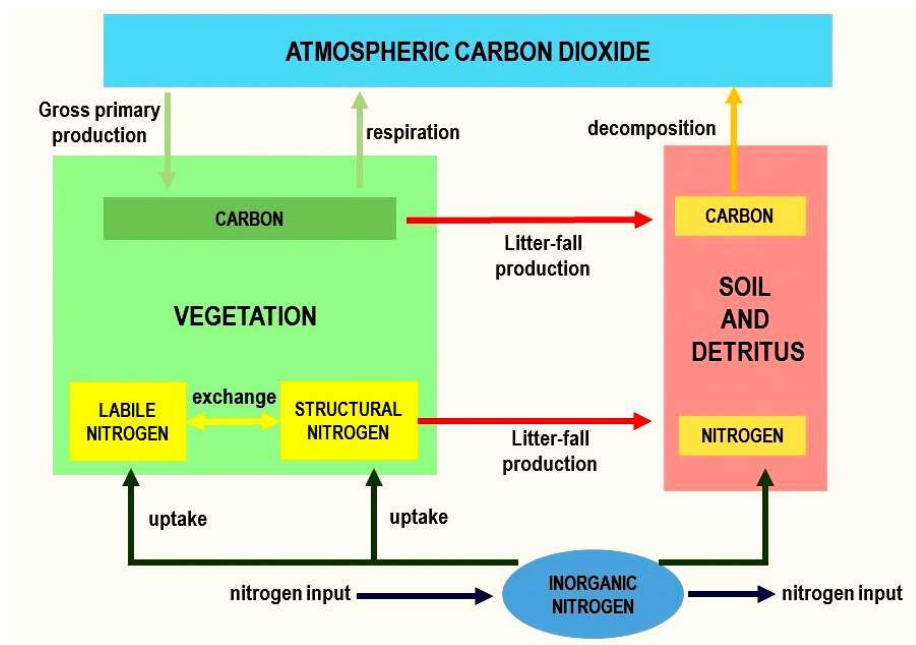 ATMOSPHERIC CARBON DIOXIDE
Gross primary
production
respiration
decomposition
CARBON
CARBON
Litter-fall
production
VEGETATION
SOIL
AND
DETRITUS
LABILE
NITROGEN
exchange
STRUCTURAL
NITROGEN
Litter-fall
production
NITROGEN
uptake
uptake
nitrogen input
INORGANIC
NITROGEN
nitrogen input